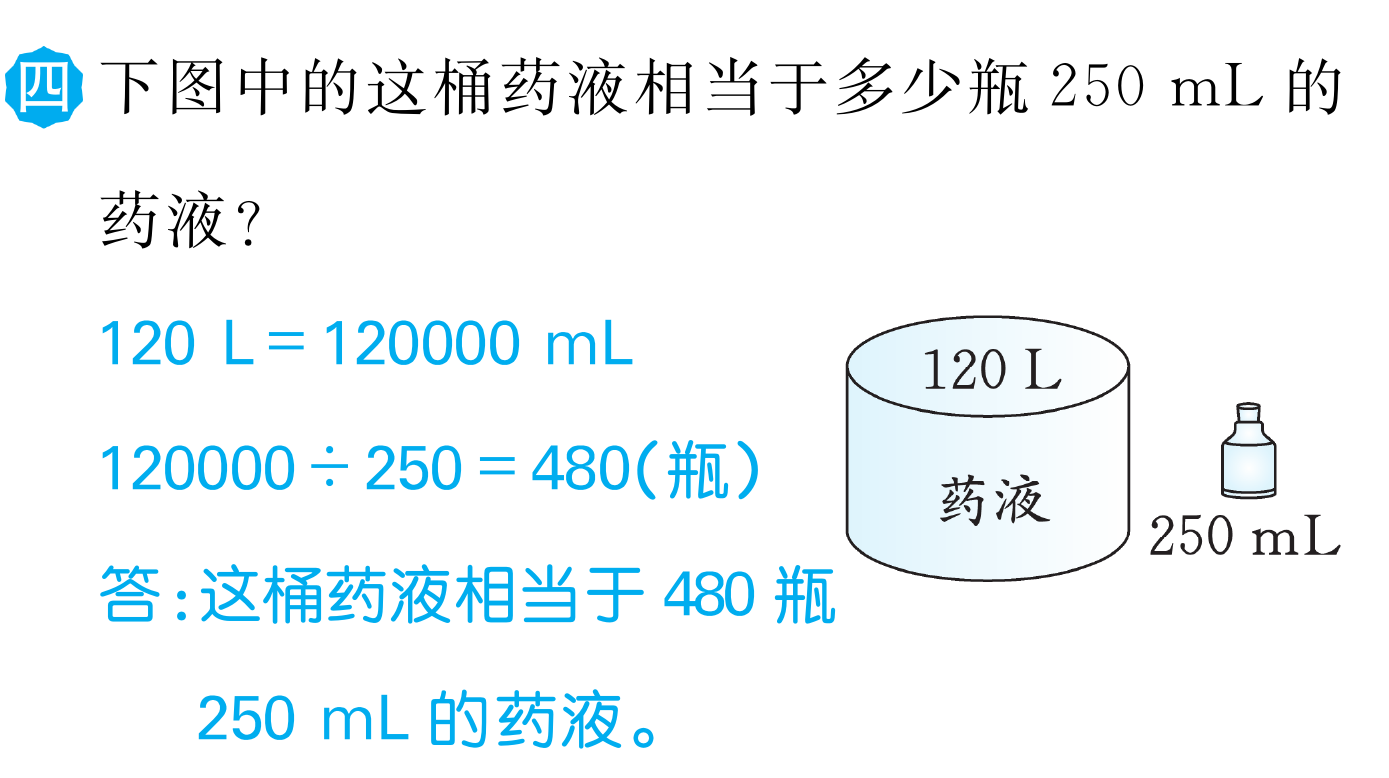 四 下图中的这桶药液相当于多少瓶 250 mL 的
药液?
120 L=120000 mL
120000÷250=480(瓶)
答:这桶药液相当于 480 瓶
250 mL 的药液。
120 L
药液
250 mL